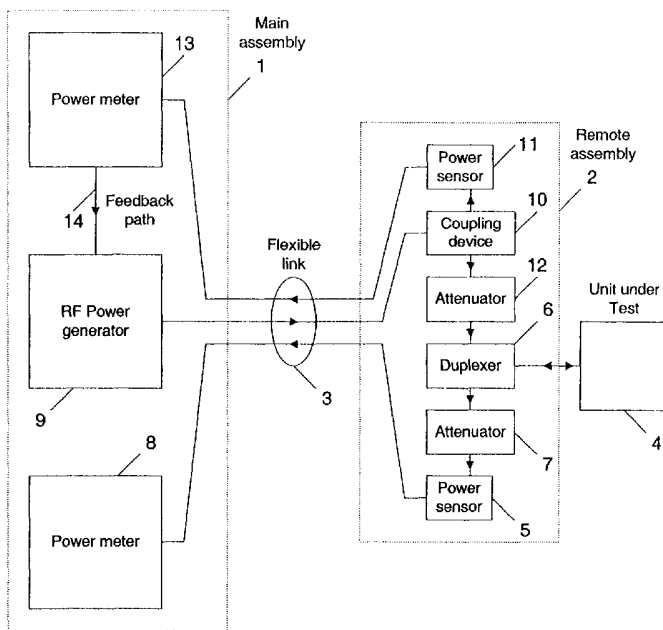 Main
assembly
1
13
Power meter
14
Feedback
path
RF Power
generator
9
8
Power meter
Flexible
link
3
Remote
assembly
2
Power
sensor
11
Coupling
device
10
12
Attenuator
6
Duplexer
Attenuator
7
Power
sensor
5
Unit under
Test
4